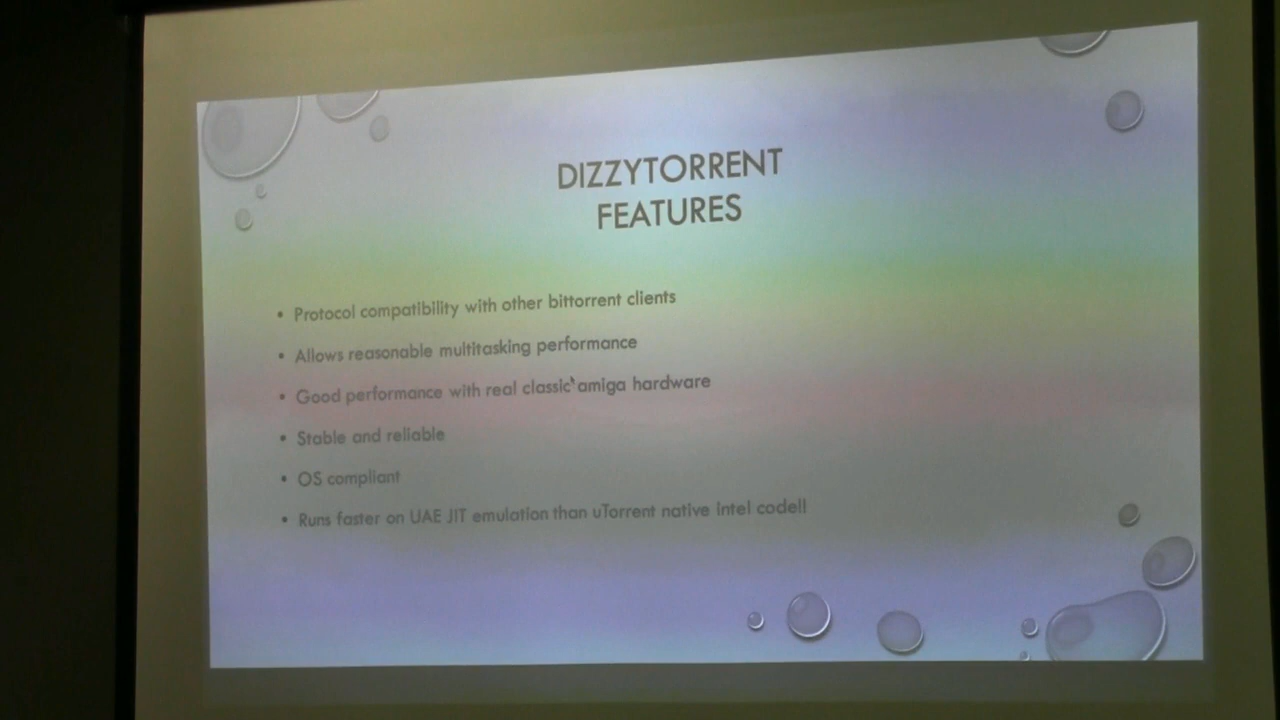 DIZZYTORRENT
FEATURES
• Protocol compatibility with other bittorrent clients
• Allows reasonable multitasking performance
• Good performance with real classic amiga hardware
• Stable and reliable
• OS compliant
• Runs faster on UAE JIT emulation than uTorrent native Intel code!!